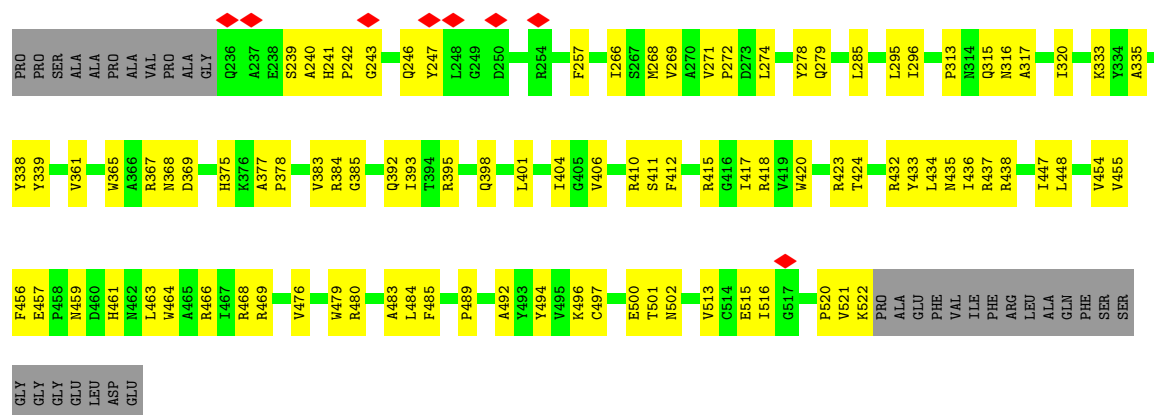 PRO PRO SER ALA ALA PRO ALA VAL PRO ALA GLY Q236 A237 E238 S239 A240 H241 P242 G243 Q246 Y247 L248 G249 D250 R254 F257 I266 S267 M268 V269 A270 V271 P272 D273 L274 Y278 Q279 L285 L295 I296 P313 N314 Q315 N316 A317 I320 K333 Y334 A335
Y338 Y339 V361 W365 A366 R367 N368 D369 H375 K376 A377 P378 V383 R384 G385 Q392 I393 T394 R395 Q398 L401 I404 G405 V406 R410 S411 F412 R415 G416 I417 R418 V419 W420 R423 T424 R432 Y433 L434 N435 I436 R437 R438 I447 L448 V454 V455
F456 E457 P458 N459 D460 H461 N462 L463 W464 A465 R466 I467 R468 R469 V476 W479 R480 A483 L484 F485 P489 A492 Y493 Y494 V495 K496 C497 E500 T501 N502 V513 C514 E515 I516 G517 P520 V521 K522 PRO ALA GLU PHE VAL ILE PHE ARG LEU ALA GLN PHE SER SER
GLY GLY GLY GLU LEU ASP GLU